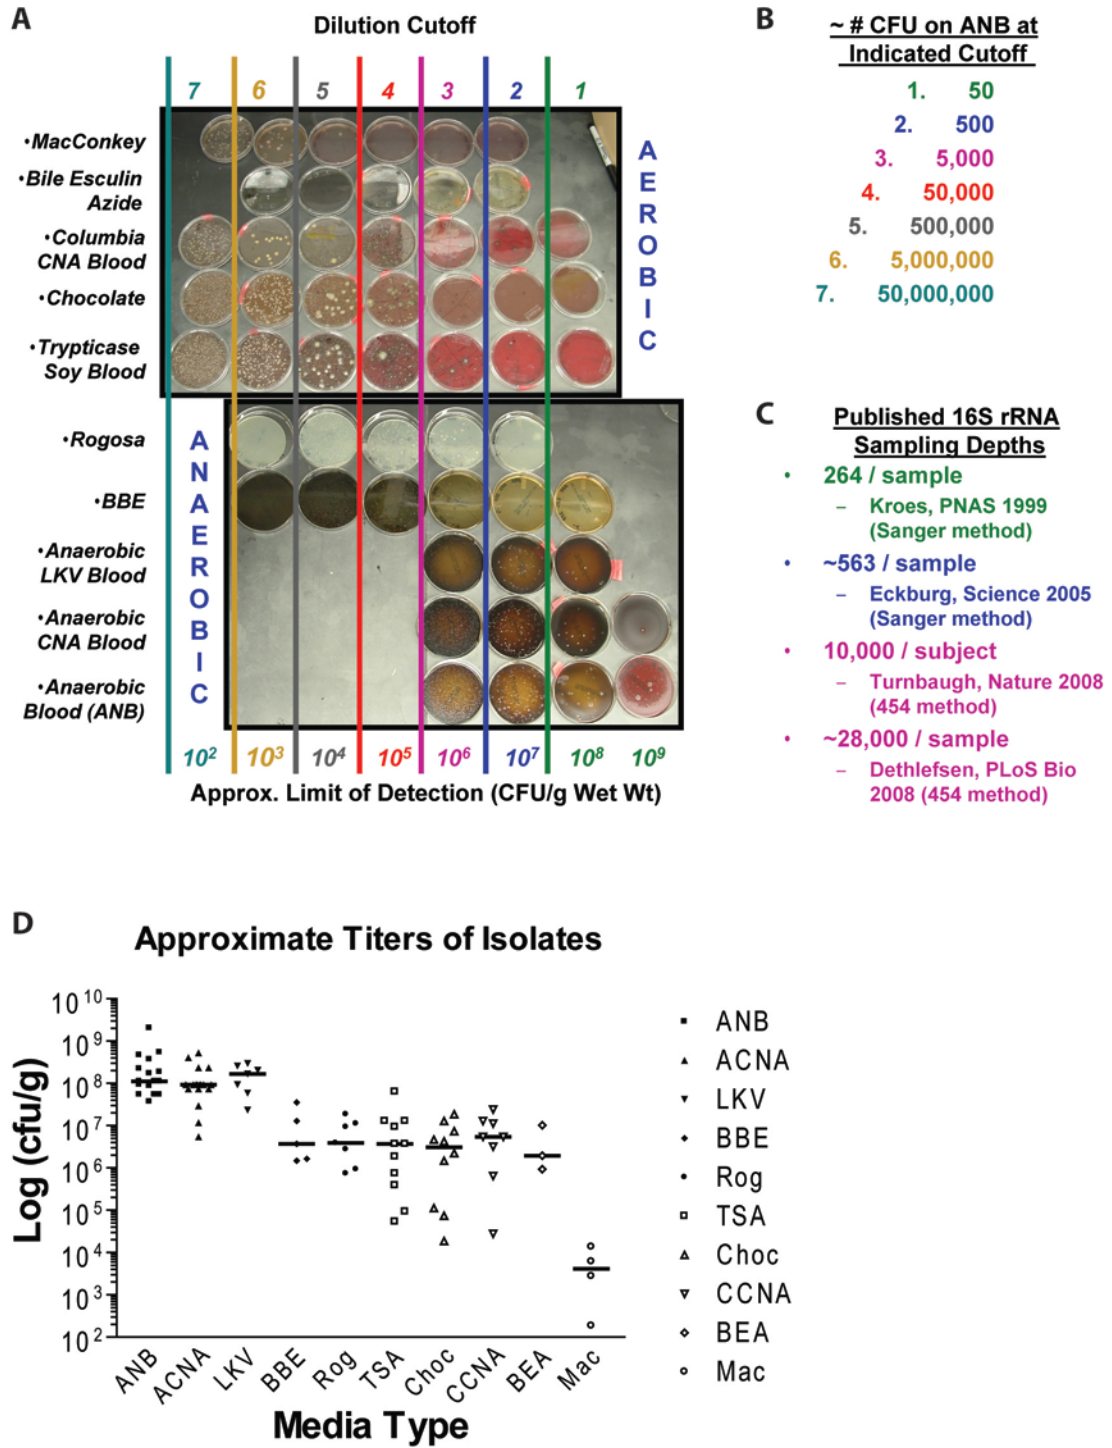 A
Dilution Cutoff
7 6 5 4 3 2 1
•MacConkey
•Bile Esculin
Azide
•Columbia
CNA Blood
•Chocolate
•Trypticase
Soy Blood
AEROBIC
•Rogosa
•BBE
•Anaerobic
LKV Blood
•Anaerobic
CNA Blood
•Anaerobic
Blood (ANB)
ANAEROBIC
10² 10³ 10⁴ 10⁵ 10⁶ 10⁷ 10⁸ 10⁹
Approx. Limit of Detection (CFU/g Wet Wt)
B
~ # CFU on ANB at
Indicated Cutoff
1. 50
2. 500
3. 5,000
4. 50,000
5. 500,000
6. 5,000,000
7. 50,000,000
C
Published 16S rRNA
Sampling Depths
• 264 / sample
– Kroes, PNAS 1999
(Sanger method)
• ~563 / sample
– Eckburg, Science 2005
(Sanger method)
• 10,000 / subject
– Turnbaugh, Nature 2008
(454 method)
• ~28,000 / sample
– Dethlefsen, PLoS Bio
2008 (454 method)
D
Approximate Titers of Isolates
Log (cfu/g)
10¹⁰
10⁹
10⁸
10⁷
10⁶
10⁵
10⁴
10³
10²
ANB ACNA LKV BBE Rog TSA Choc CCNA BEA Mac
Media Type
ANB
ACNA
LKV
BBE
Rog
TSA
Choc
CCNA
BEA
Mac